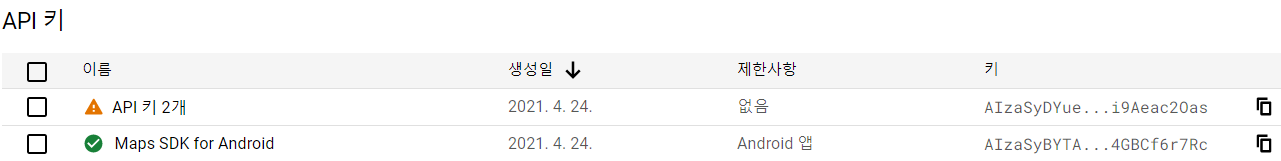 API 키
이름 생성일 제한사항 키
API 키 2개 2021. 4. 24. 없음 AIzaSyDYue...i9Aeac2Oas
Maps SDK for Android 2021. 4. 24. Android 앱 AIzaSyBYTA...4GBCf6r7Rc